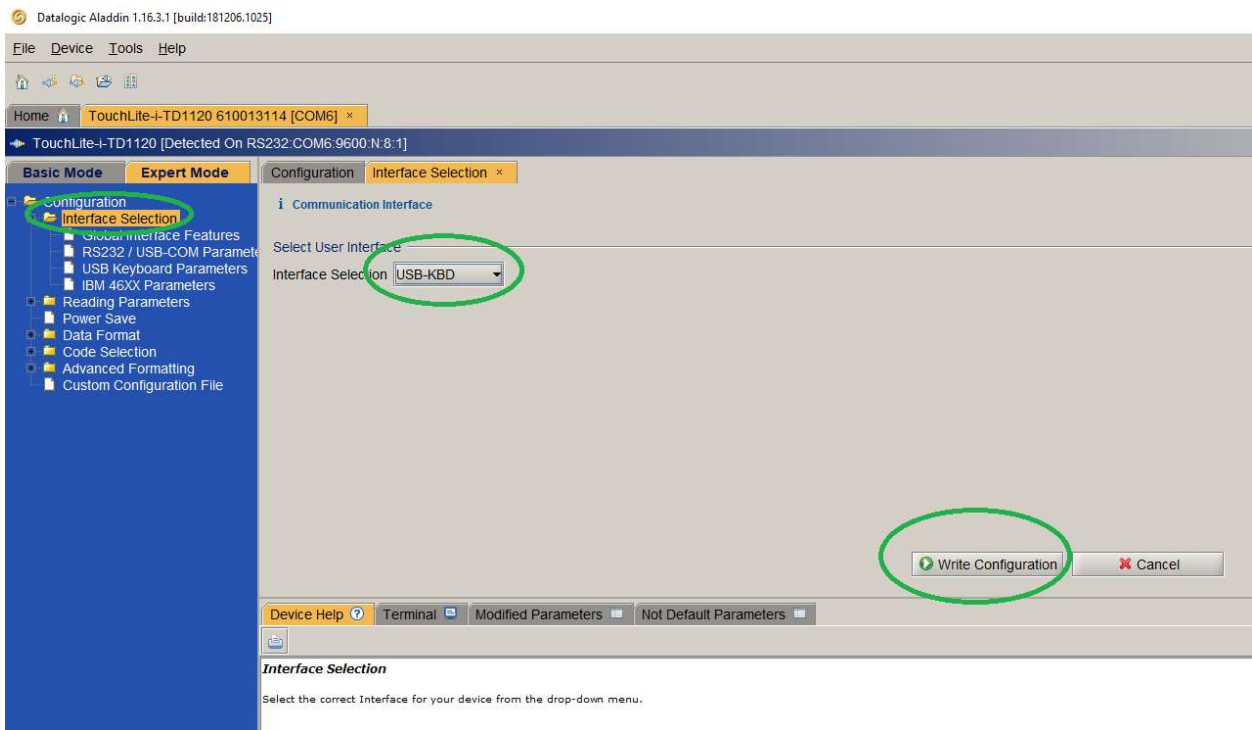 Datalogic Aladdin 1.16.3.1 [build:181206.1025]
File Device Tools Help
Home TouchLite-i-TD1120 610013114 [COM6] ×
TouchLite-i-TD1120 [Detected On RS232:COM6:9600:N:8:1]
Basic Mode Expert Mode
Configuration
Interface Selection
Global Interface Features
RS232 / USB-COM Paramete
USB Keyboard Parameters
IBM 46XX Parameters
Reading Parameters
Power Save
Data Format
Code Selection
Advanced Formatting
Custom Configuration File
Configuration Interface Selection ×
i Communication Interface
Select User Interface
Interface Selection USB-KBD
Write Configuration Cancel
Device Help ? Terminal Modified Parameters Not Default Parameters
Interface Selection
Select the correct Interface for your device from the drop-down menu.